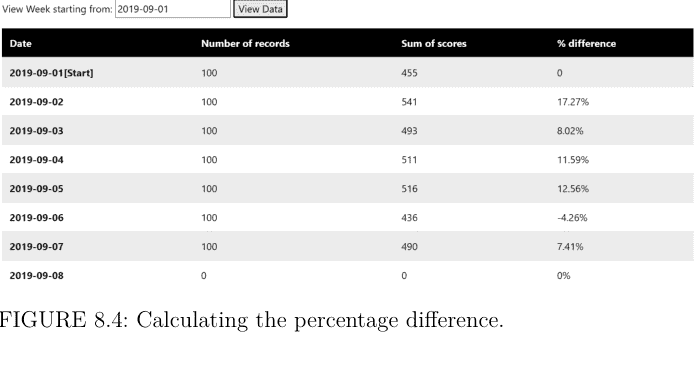 View Week starting from: 2019-09-01 View Data
Date Number of records Sum of scores % difference
2019-09-01[Start] 100 455 0
2019-09-02 100 541 17.27%
2019-09-03 100 493 8.02%
2019-09-04 100 511 11.59%
2019-09-05 100 516 12.56%
2019-09-06 100 436 -4.26%
2019-09-07 100 490 7.41%
2019-09-08 0 0 0%
FIGURE 8.4: Calculating the percentage difference.